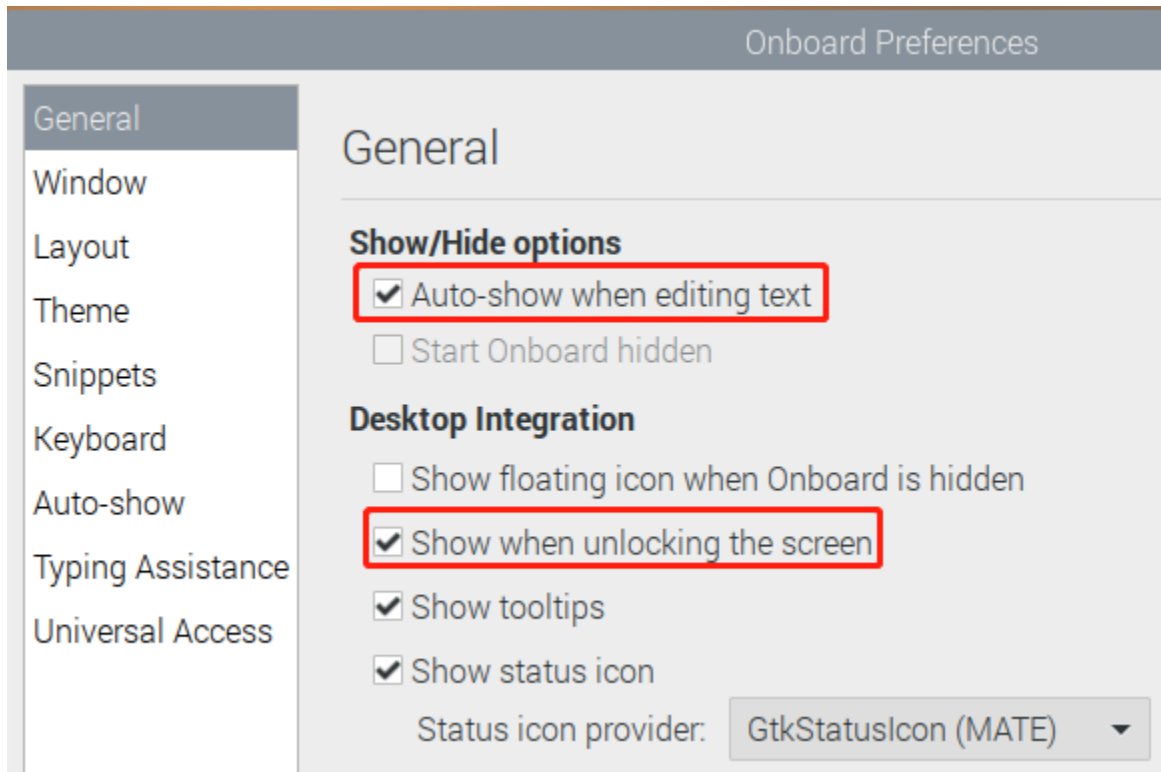 Onboard Preferences
General
Window
Layout
Theme
Snippets
Keyboard
Auto-show
Typing Assistance
Universal Access
General
Show/Hide options
Auto-show when editing text
Start Onboard hidden
Desktop Integration
Show floating icon when Onboard is hidden
Show when unlocking the screen
Show tooltips
Show status icon
Status icon provider: GtkStatusIcon (MATE)